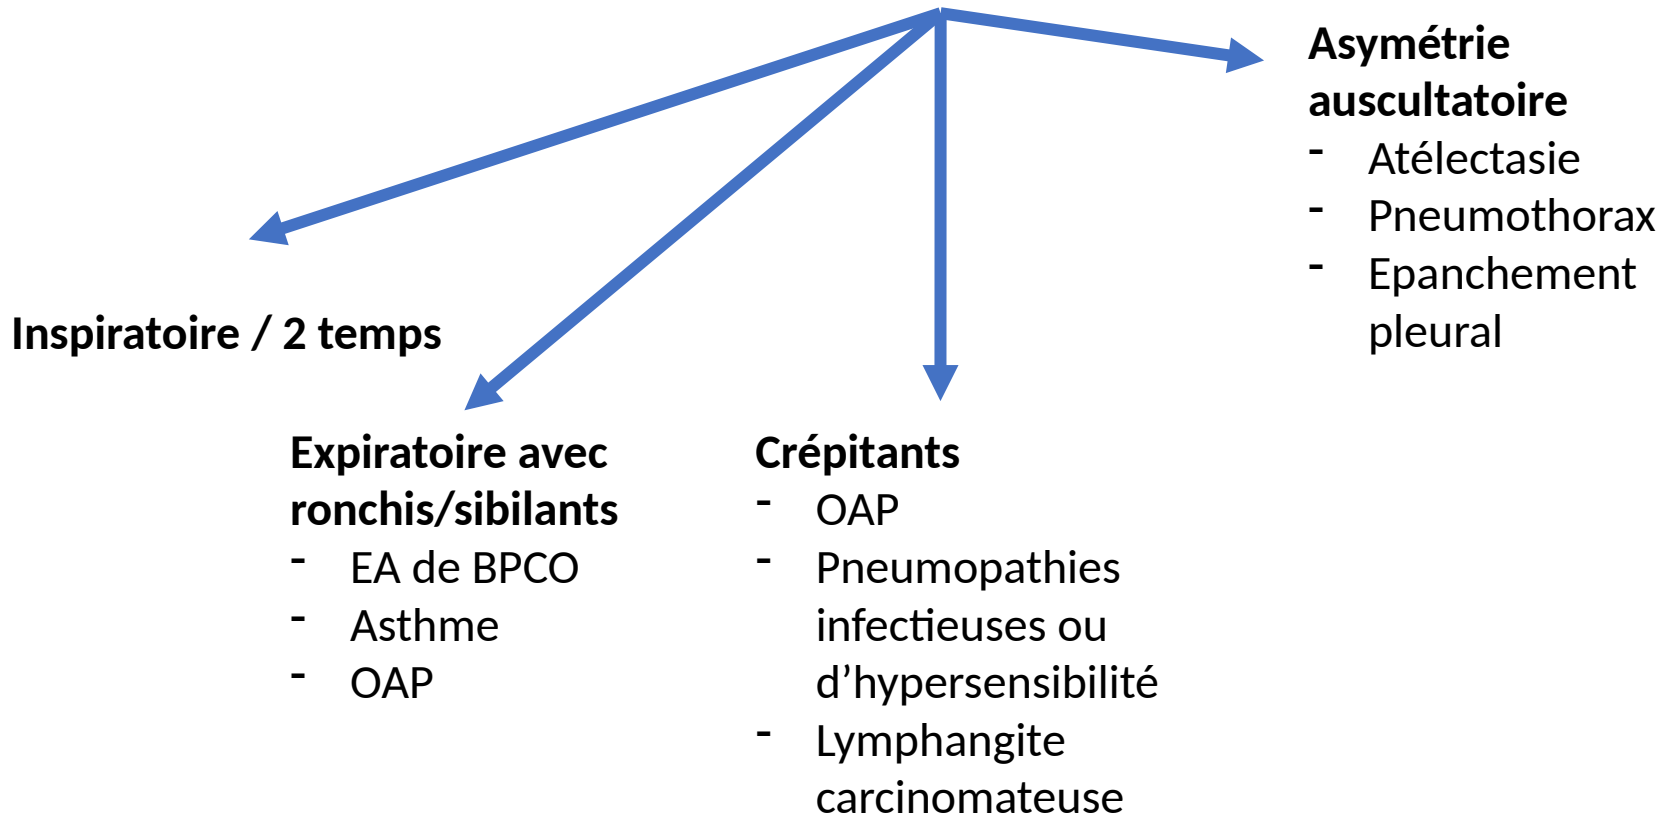 Asymétrie
auscultatoire
- Atélectasie
- Pneumothorax
- Epanchement
pleural
Inspiratoire / 2 temps
Expiratoire avec
ronchis/sibilants
- EA de BPCO
- Asthme
- OAP
Crépitants
- OAP
- Pneumopathies
infectieuses ou
d’hypersensibilité
- Lymphangite
carcinomateuse